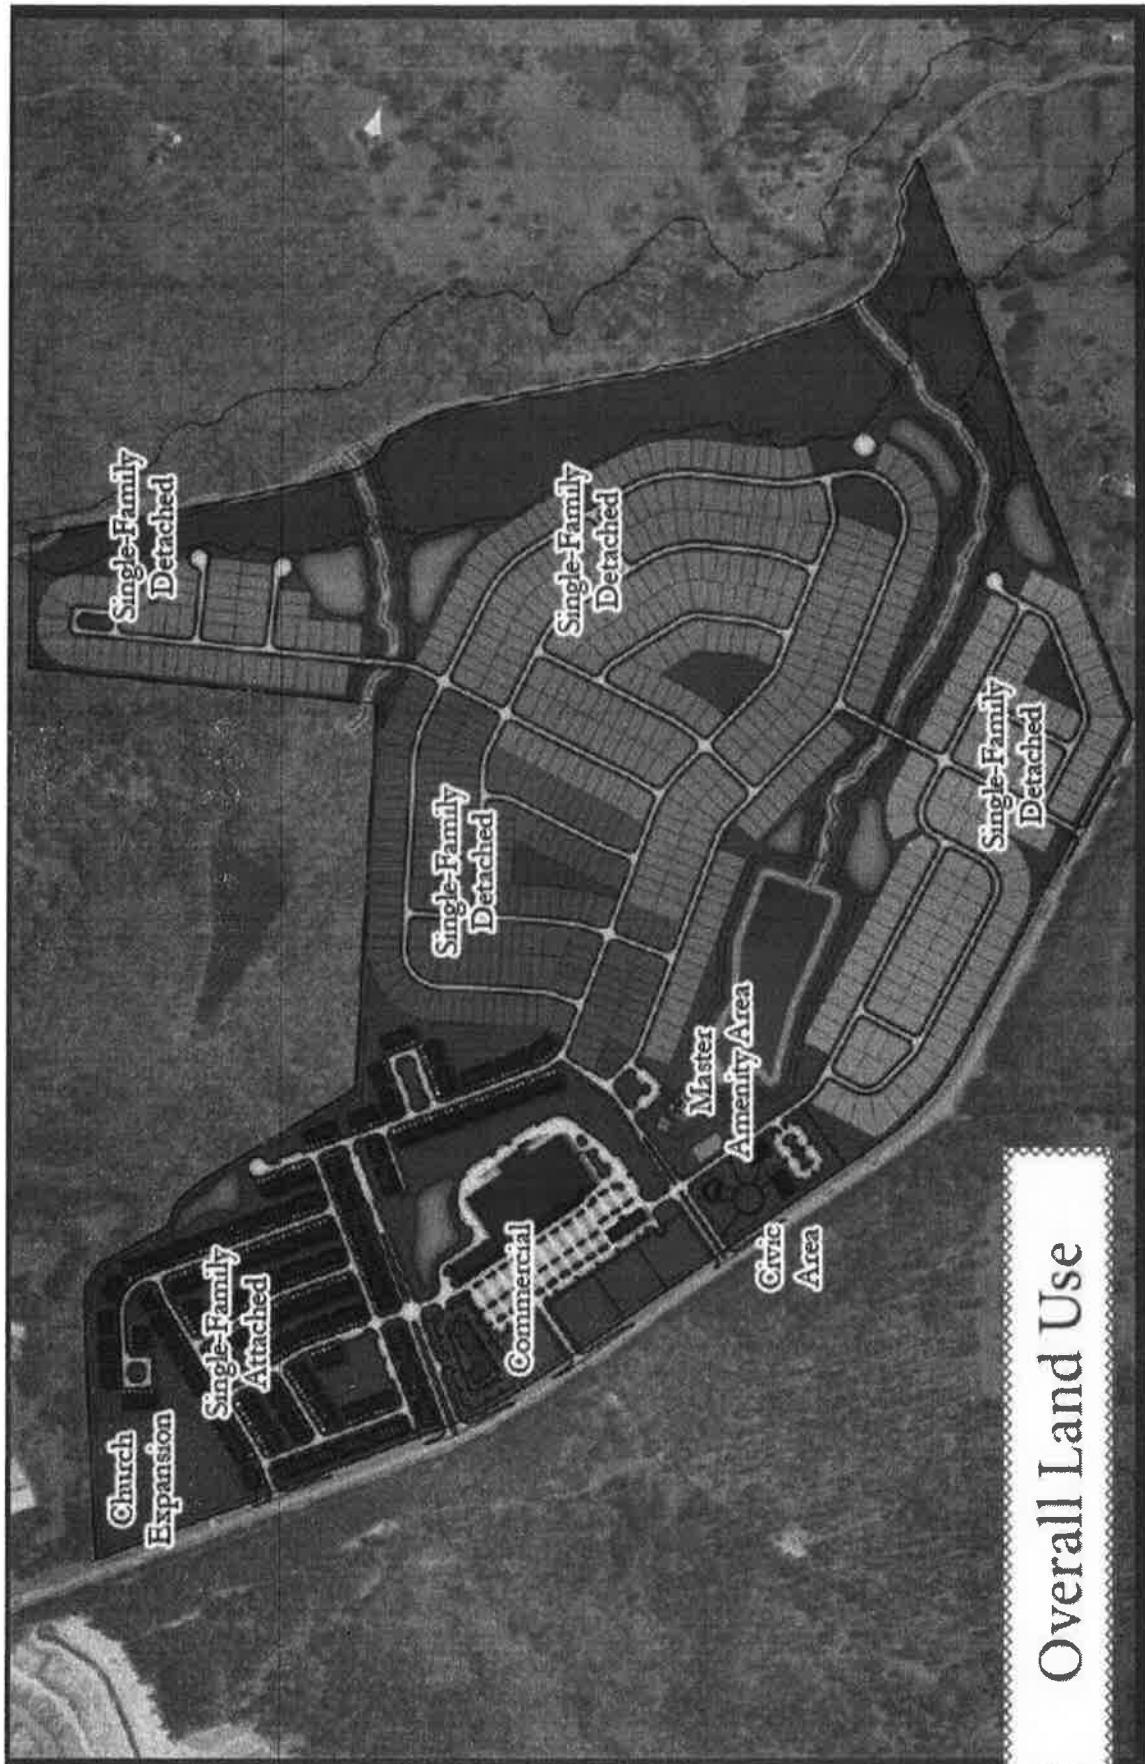 Church
Expansion
Single-Family
Attached
Commercial
Civic
Area
Master
Amenity Area
Single-Family
Detached
Single-Family
Detached
Single-Family
Detached
Single-Family
Detached
Overall Land Use